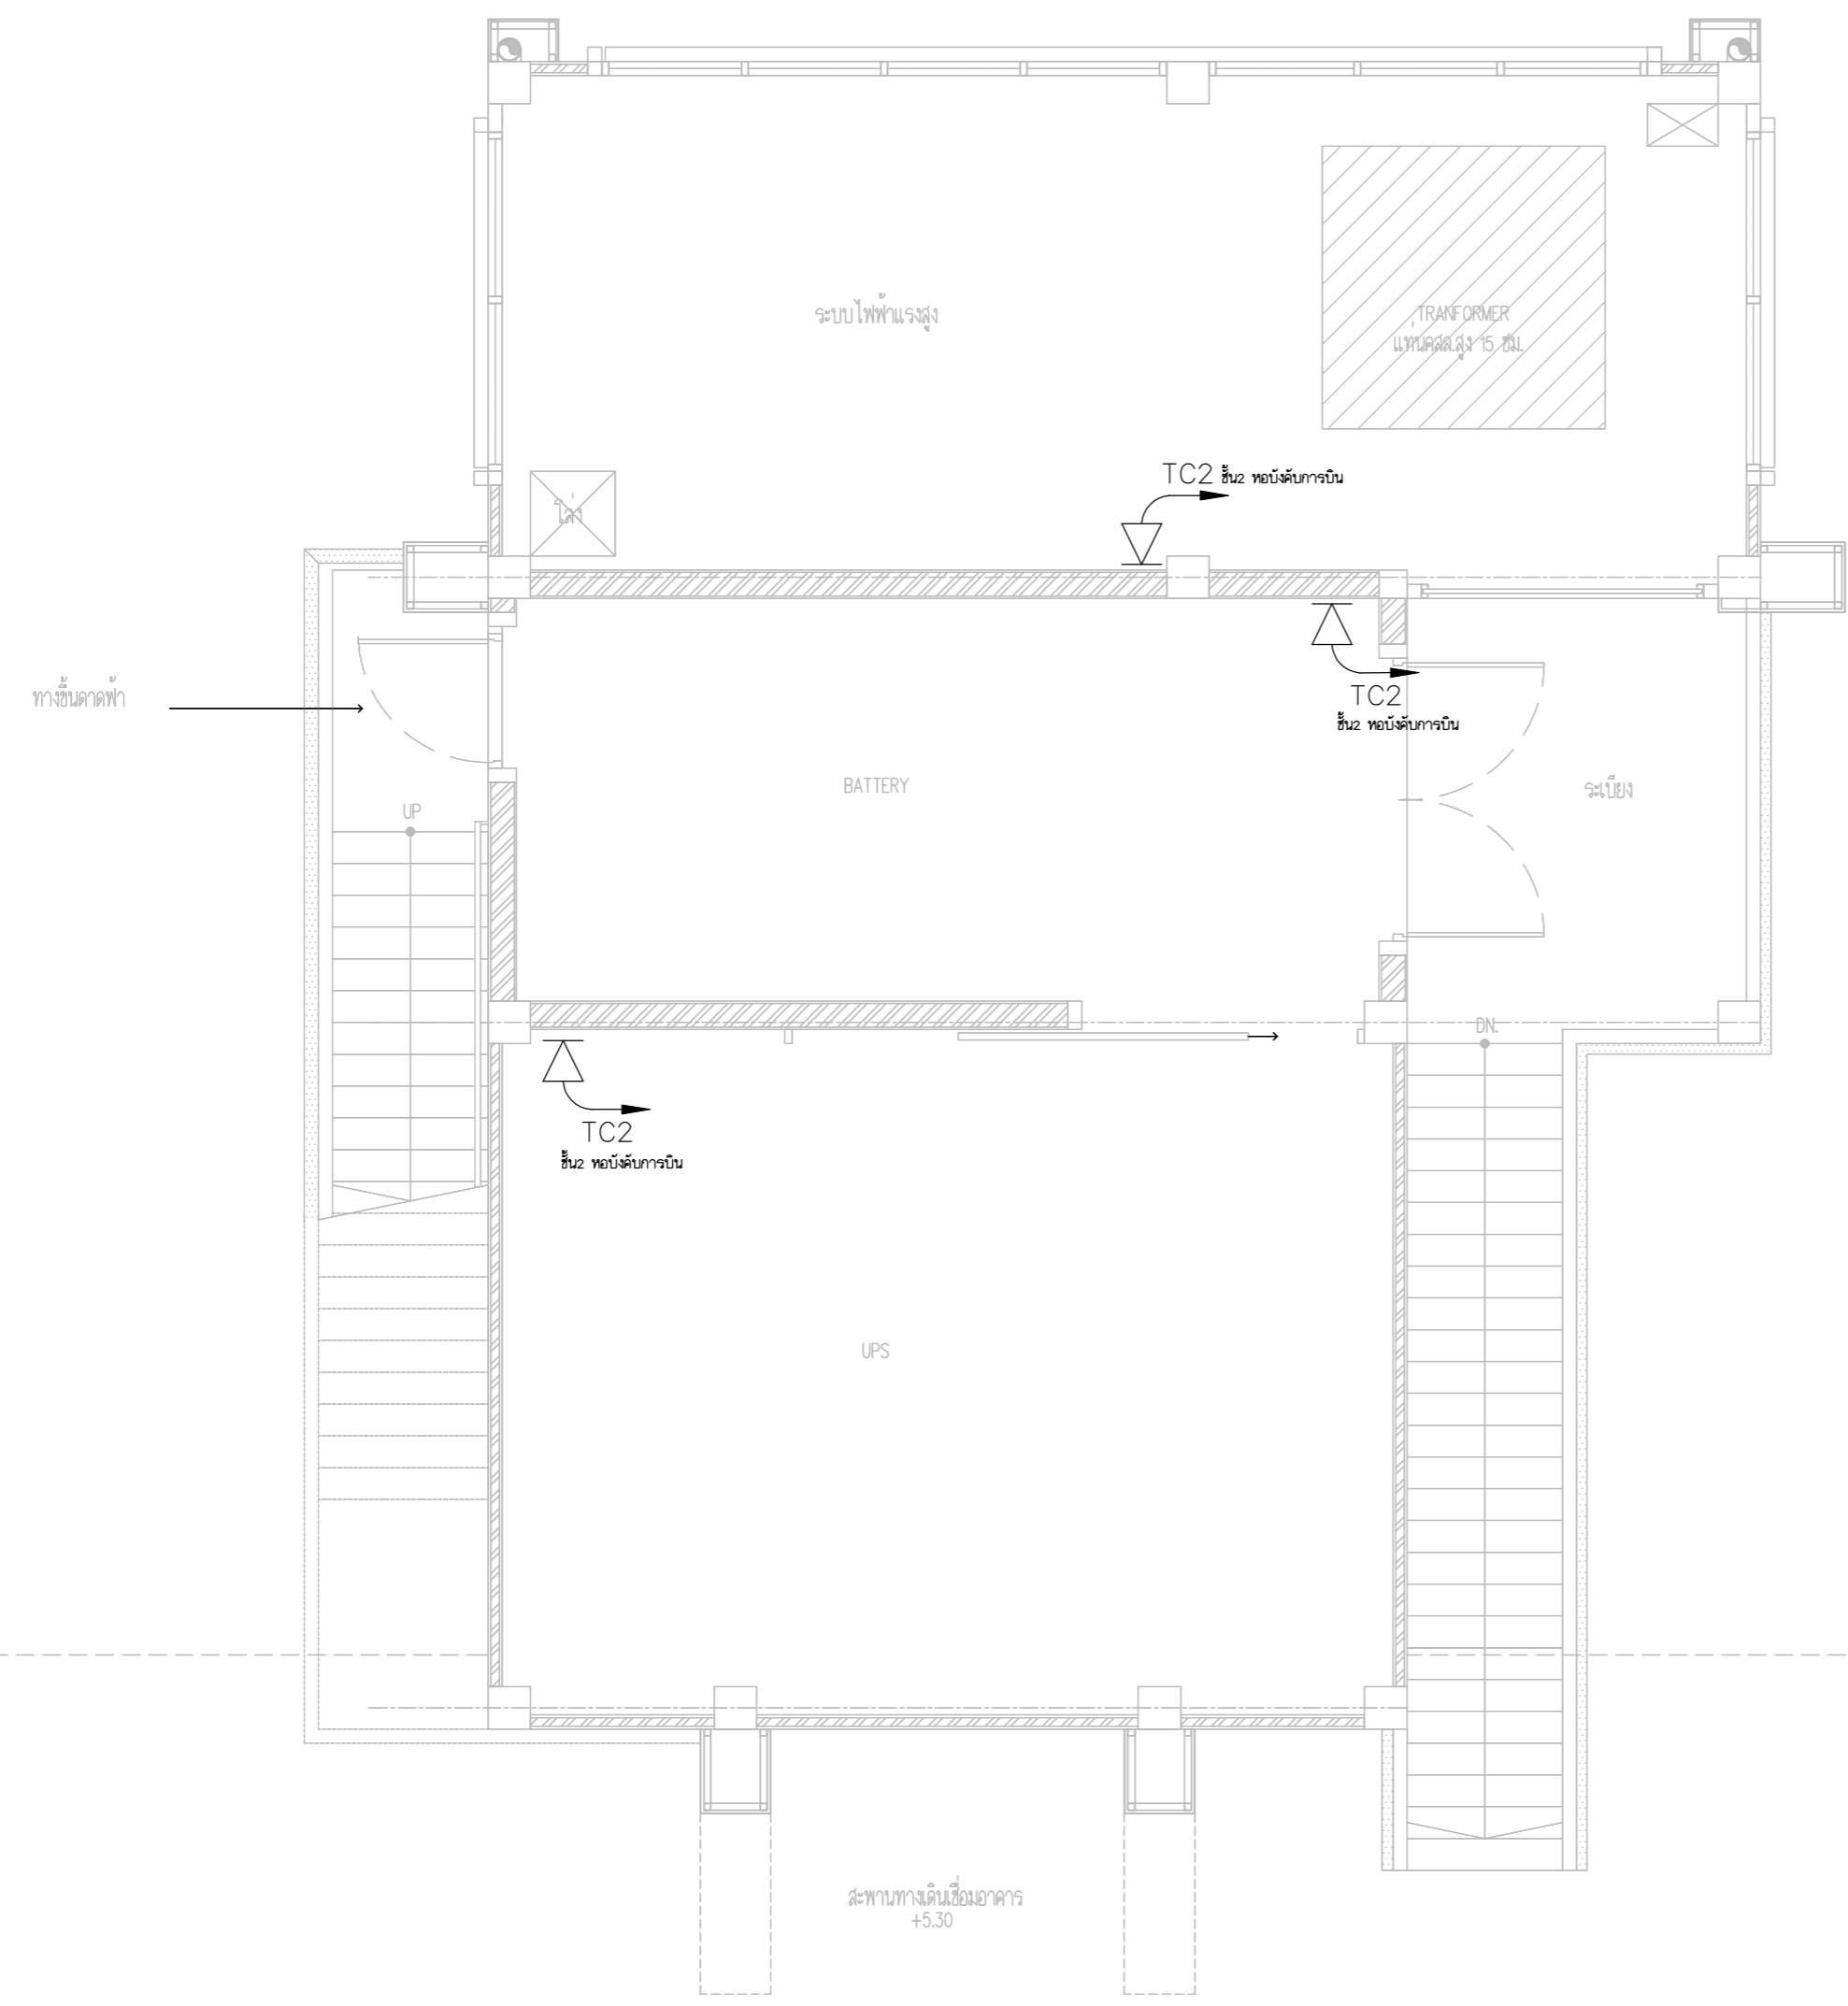 ระบบไฟฟ้าแรงสูง
TRANFORMER
แท่นคสล.สูง 15 ซม.
TC2 ชั้น2 หอบังคับการบิน
โล่ง
TC2
ชั้น2 หอบังคับการบิน
ทางขึ้นดาดฟ้า
BATTERY
ระเบียง
UP
DN.
TC2
ชั้น2 หอบังคับการบิน
UPS
สะพานทางเดินเชื่อมอาคาร
+5.30